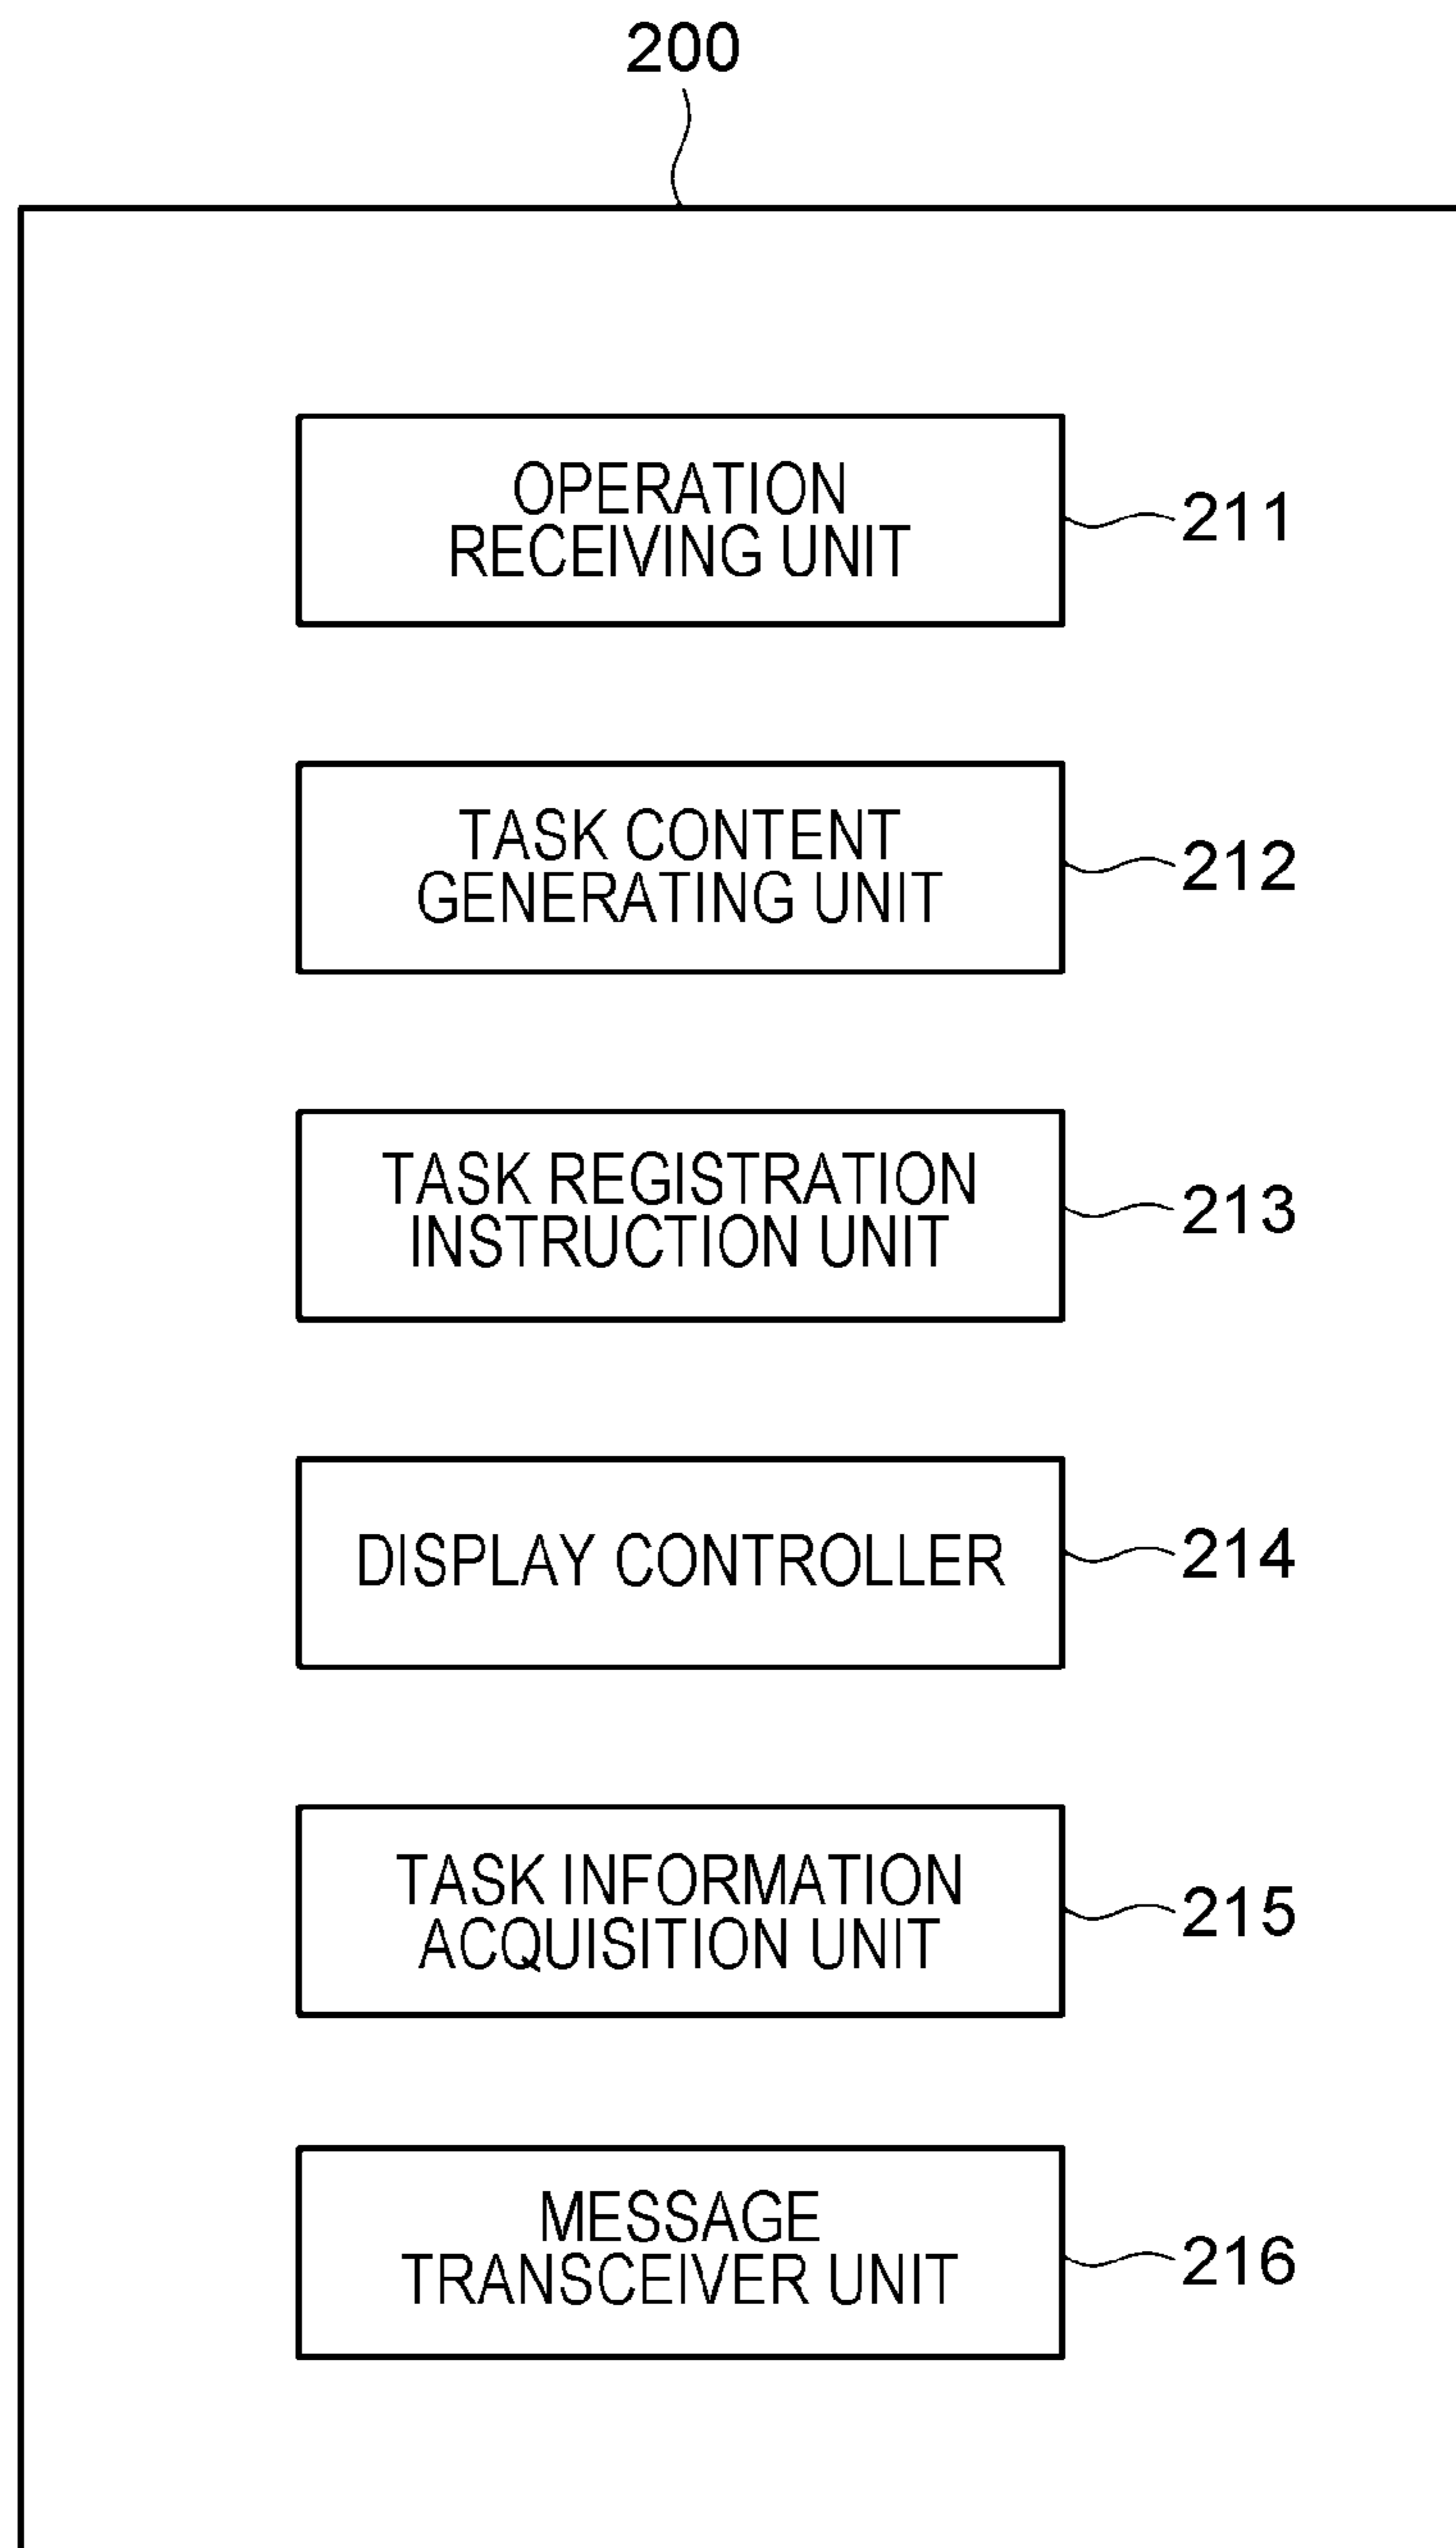 200
OPERATION
RECEIVING UNIT
211
TASK CONTENT
GENERATING UNIT
212
TASK REGISTRATION
INSTRUCTION UNIT
213
DISPLAY CONTROLLER
214
TASK INFORMATION
ACQUISITION UNIT
215
MESSAGE
TRANSCEIVER UNIT
216